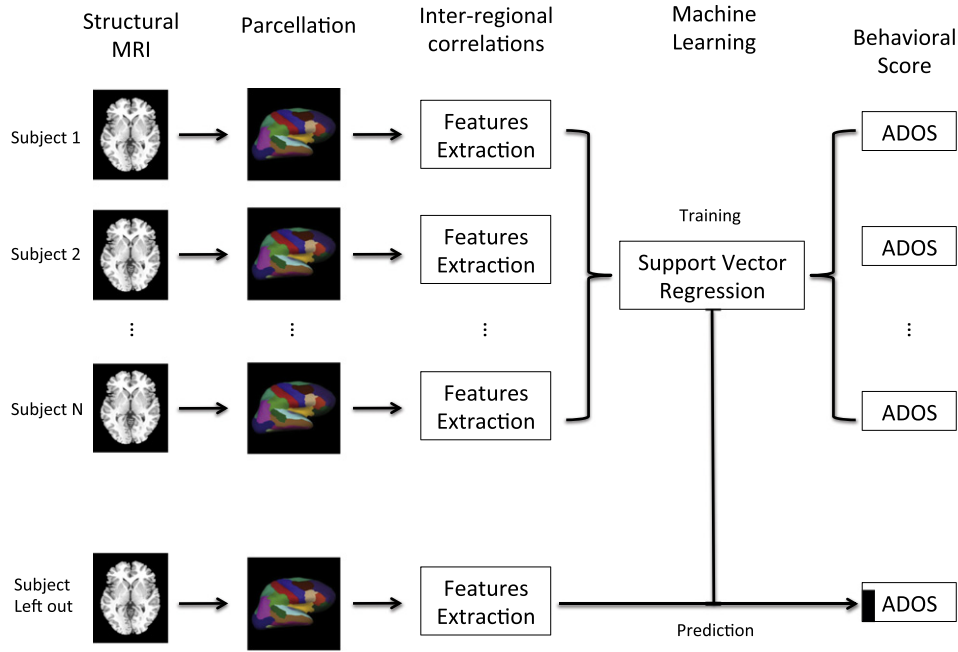 Structural
MRI
Parcellation
Inter-regional
correlations
Machine
Learning
Behavioral
Score
Subject 1
Features
Extraction
ADOS
Training
Subject 2
Features
Extraction
Support Vector
Regression
ADOS
...
...
...
...
Subject N
Features
Extraction
ADOS
Subject
Left out
Features
Extraction
ADOS
Prediction